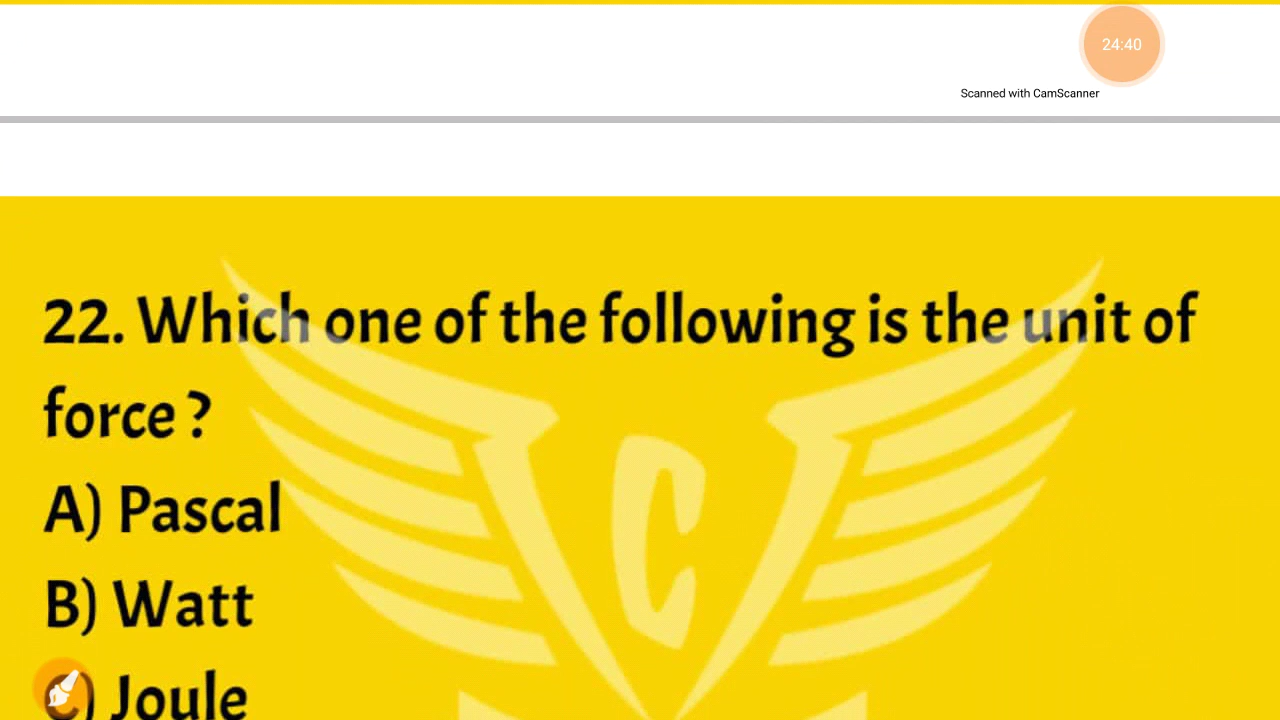 24:40
Scanned with CamScanner
22. Which one of the following is the unit of
force ?
A) Pascal
B) Watt
C) Joule
C